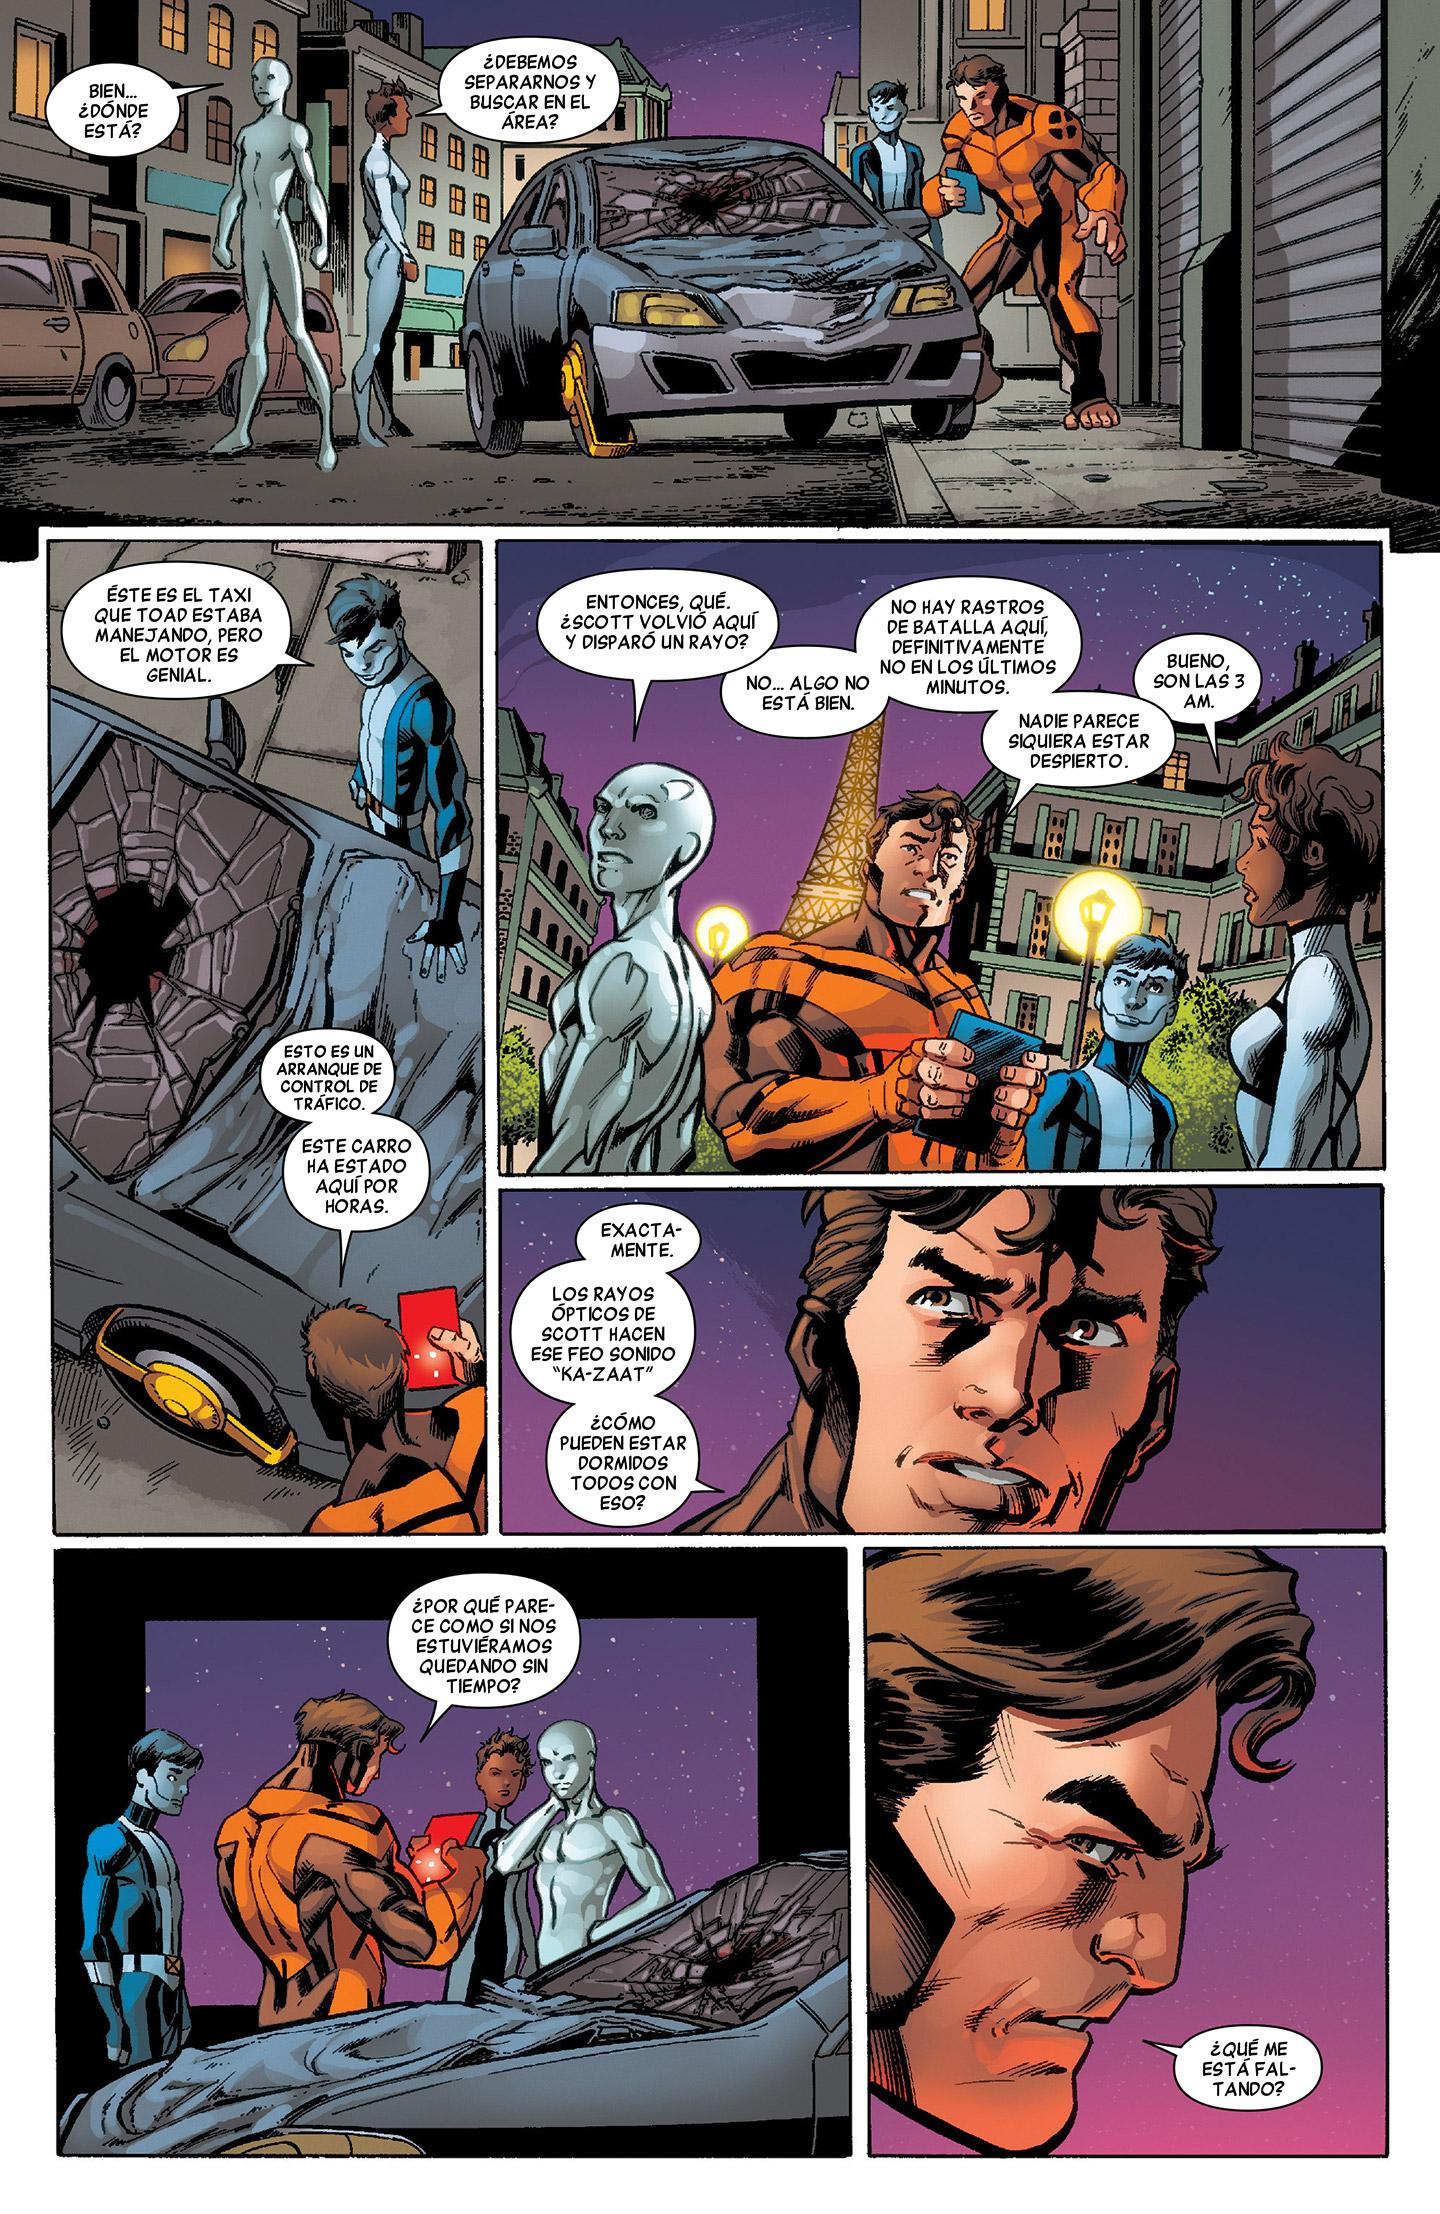 BIEN...
¿DÓNDE
ESTÁ?
¿DEBEMOS
SEPARARNOS Y
BUSCAR EN EL
ÁREA?
ÉSTE ES EL TAXI
QUE TOAD ESTABA
MANEJANDO, PERO
EL MOTOR ES
GENIAL.
ESTO ES UN
ARRANQUE DE
CONTROL DE
TRÁFICO.
ESTE CARRO
HA ESTADO
AQUÍ POR
HORAS.
ENTONCES, QUÉ.
¿SCOTT VOLVIÓ AQUÍ
Y DISPARÓ UN RAYO?
NO... ALGO NO
ESTÁ BIEN.
NO HAY RASTROS
DE BATALLA AQUÍ,
DEFINITIVAMENTE
NO EN LOS ÚLTIMOS
MINUTOS.
NADIE PARECE
SIQUIERA ESTAR
DESPIERTO.
BUENO,
SON LAS 3
AM.
EXACTA-
MENTE.
LOS RAYOS
ÓPTICOS DE
SCOTT HACEN
ESE FEO SONIDO
"KA-ZAAT"
¿CÓMO
PUEDEN ESTAR
DORMIDOS
TODOS CON
ESO?
¿POR QUÉ PARE-
CE COMO SI NOS
ESTUVIÉRAMOS
QUEDANDO SIN
TIEMPO?
¿QUÉ ME
ESTÁ FAL-
TANDO?